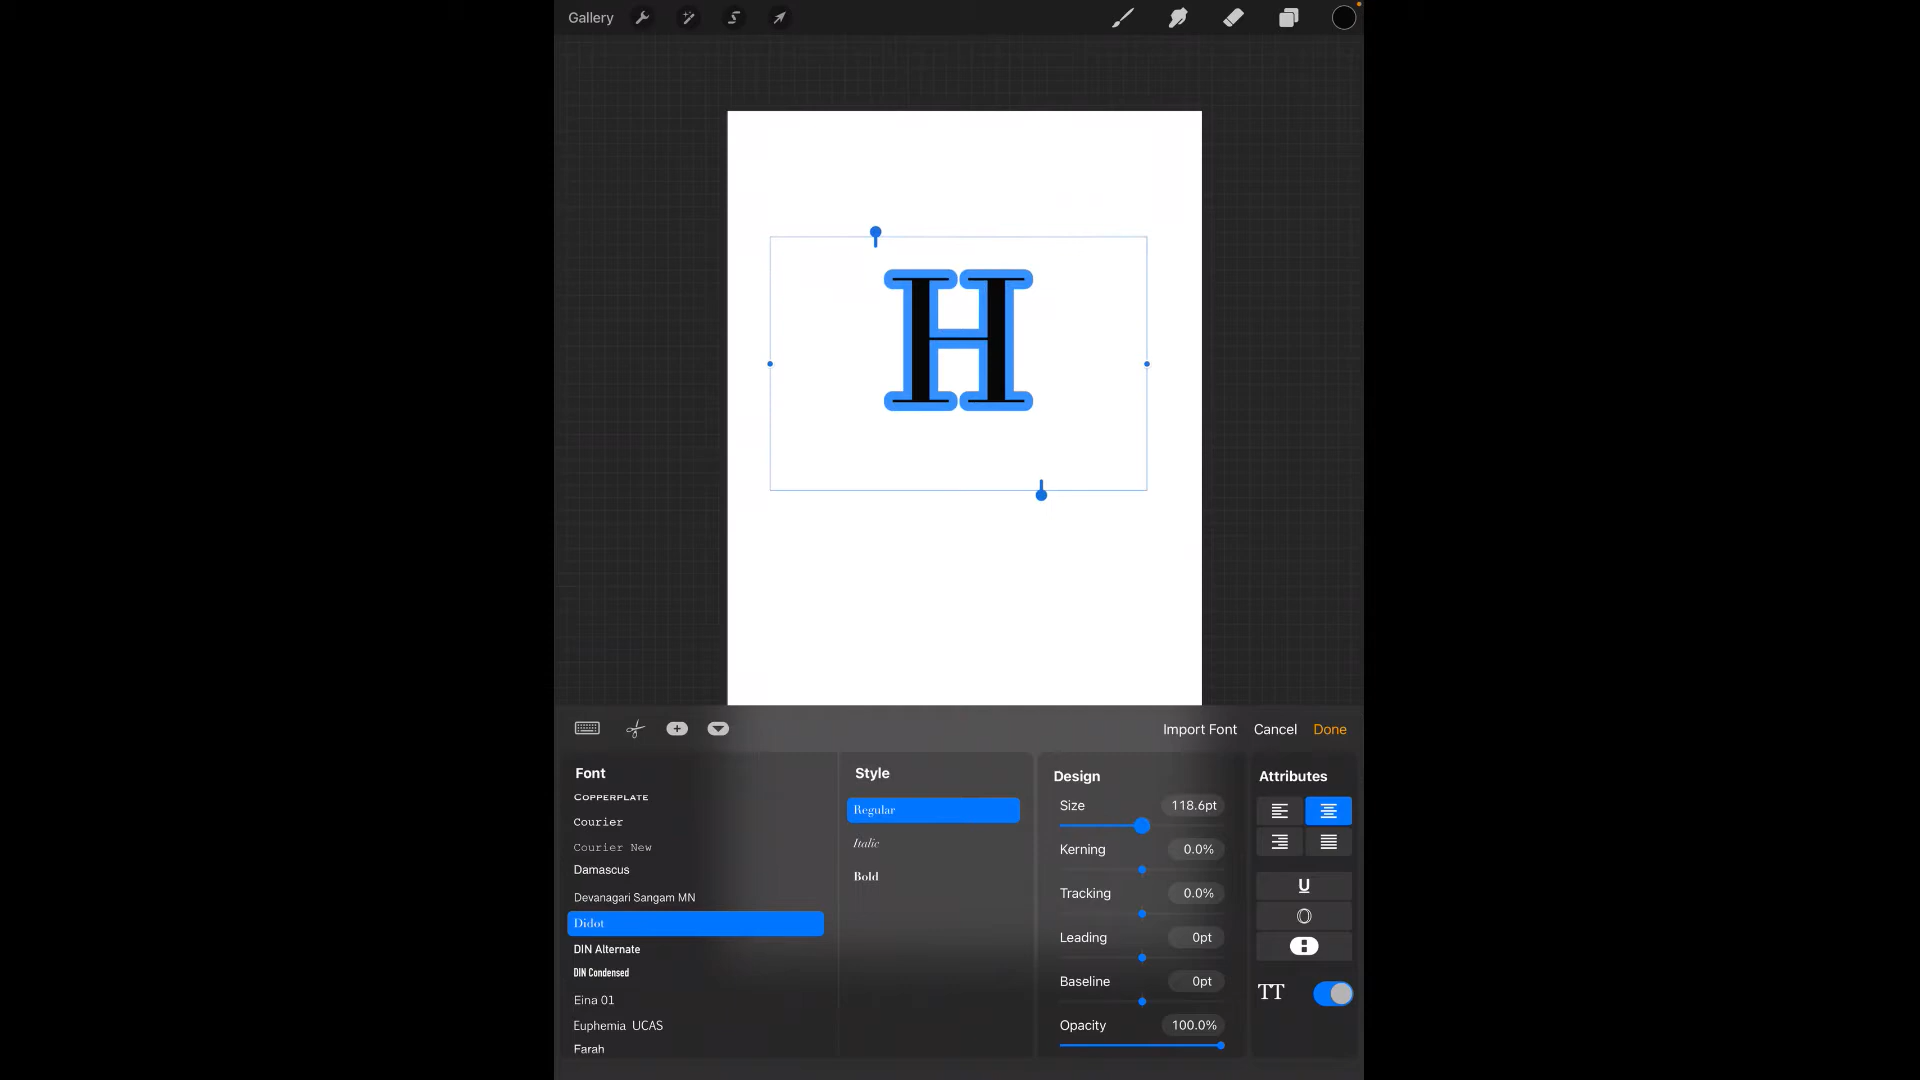 Gallery
H
Import Font Cancel Done
Font
Copperplate
Courier
Courier New
Damascus
Devanagari Sangam MN
Didot
DIN Alternate
DIN Condensed
Eina 01
Euphemia UCAS
Farah
Style
Regular
Italic
Bold
Design
Size 118.6pt
Kerning 0.0%
Tracking 0.0%
Leading 0pt
Baseline 0pt
Opacity 100.0%
Attributes
U
O
TT